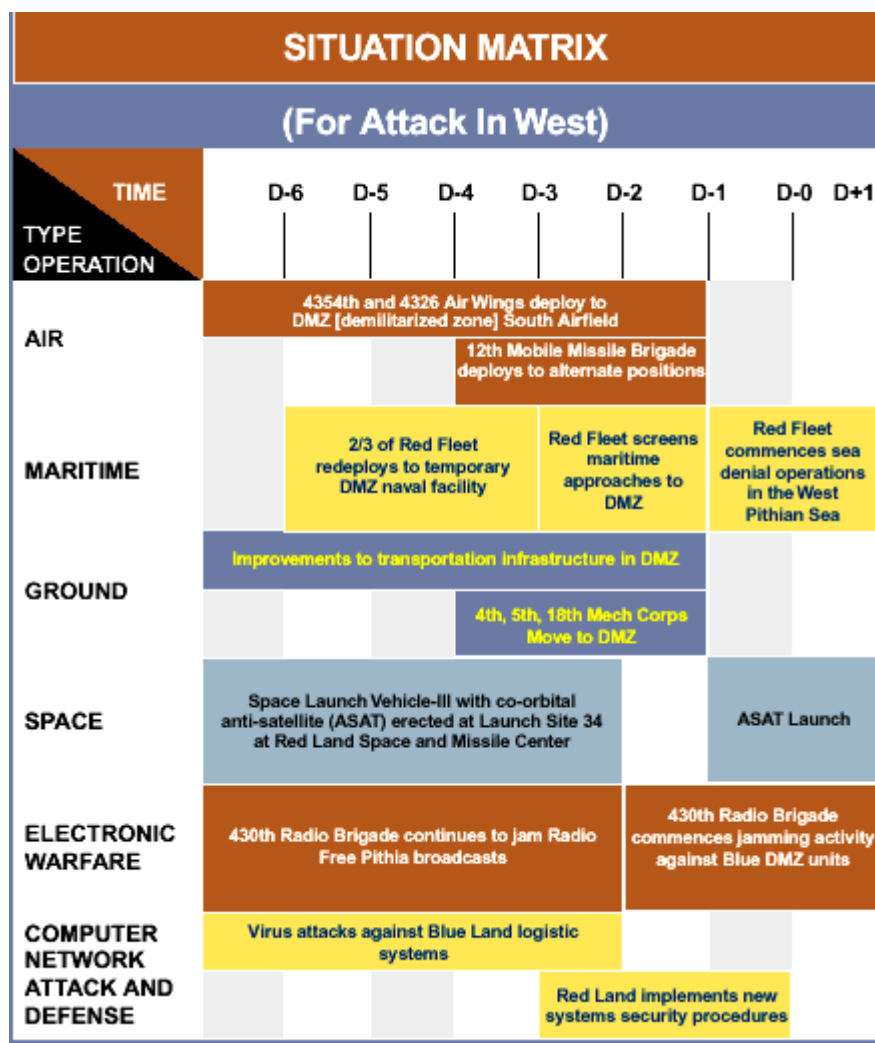 SITUATION MATRIX
(For Attack In West)
TIME
TYPE
OPERATION
D-6 D-5 D-4 D-3 D-2 D-1 D-0 D+1
AIR
4354th and 4326 Air Wings deploy to
DMZ [demilitarized zone] South Airfield
12th Mobile Missile Brigade
deploys to alternate positions
MARITIME
2/3 of Red Fleet
redeploys to temporary
DMZ naval facility
Red Fleet screens
maritime
approaches to
DMZ
Red Fleet
commences sea
denial operations
in the West
Pithian Sea
GROUND
Improvements to transportation infrastructure in DMZ
4th, 5th, 18th Mech Corps
Move to DMZ
SPACE
Space Launch Vehicle-III with co-orbital
anti-satellite (ASAT) erected at Launch Site 34
at Red Land Space and Missile Center
ASAT Launch
ELECTRONIC
WARFARE
430th Radio Brigade continues to jam Radio
Free Pithia broadcasts
430th Radio Brigade
commences jamming activity
against Blue DMZ units
COMPUTER
NETWORK
ATTACK AND
DEFENSE
Virus attacks against Blue Land logistic
systems
Red Land implements new
systems security procedures